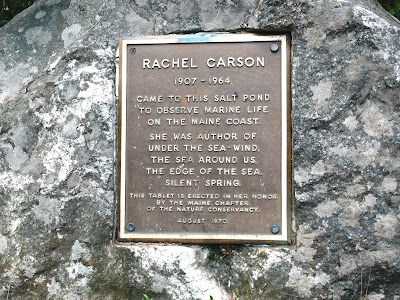 RACHEL CARSON
1907 - 1964
CAME TO THIS SALT POND
TO OBSERVE MARINE LIFE
ON THE MAINE COAST.
SHE WAS AUTHOR OF
UNDER THE SEA-WIND,
THE SEA AROUND US,
THE EDGE OF THE SEA,
SILENT SPRING.
THIS TABLET IS ERECTED IN HER HONOR
BY THE MAINE CHAPTER
OF THE NATURE CONSERVANCY.
AUGUST, 1970